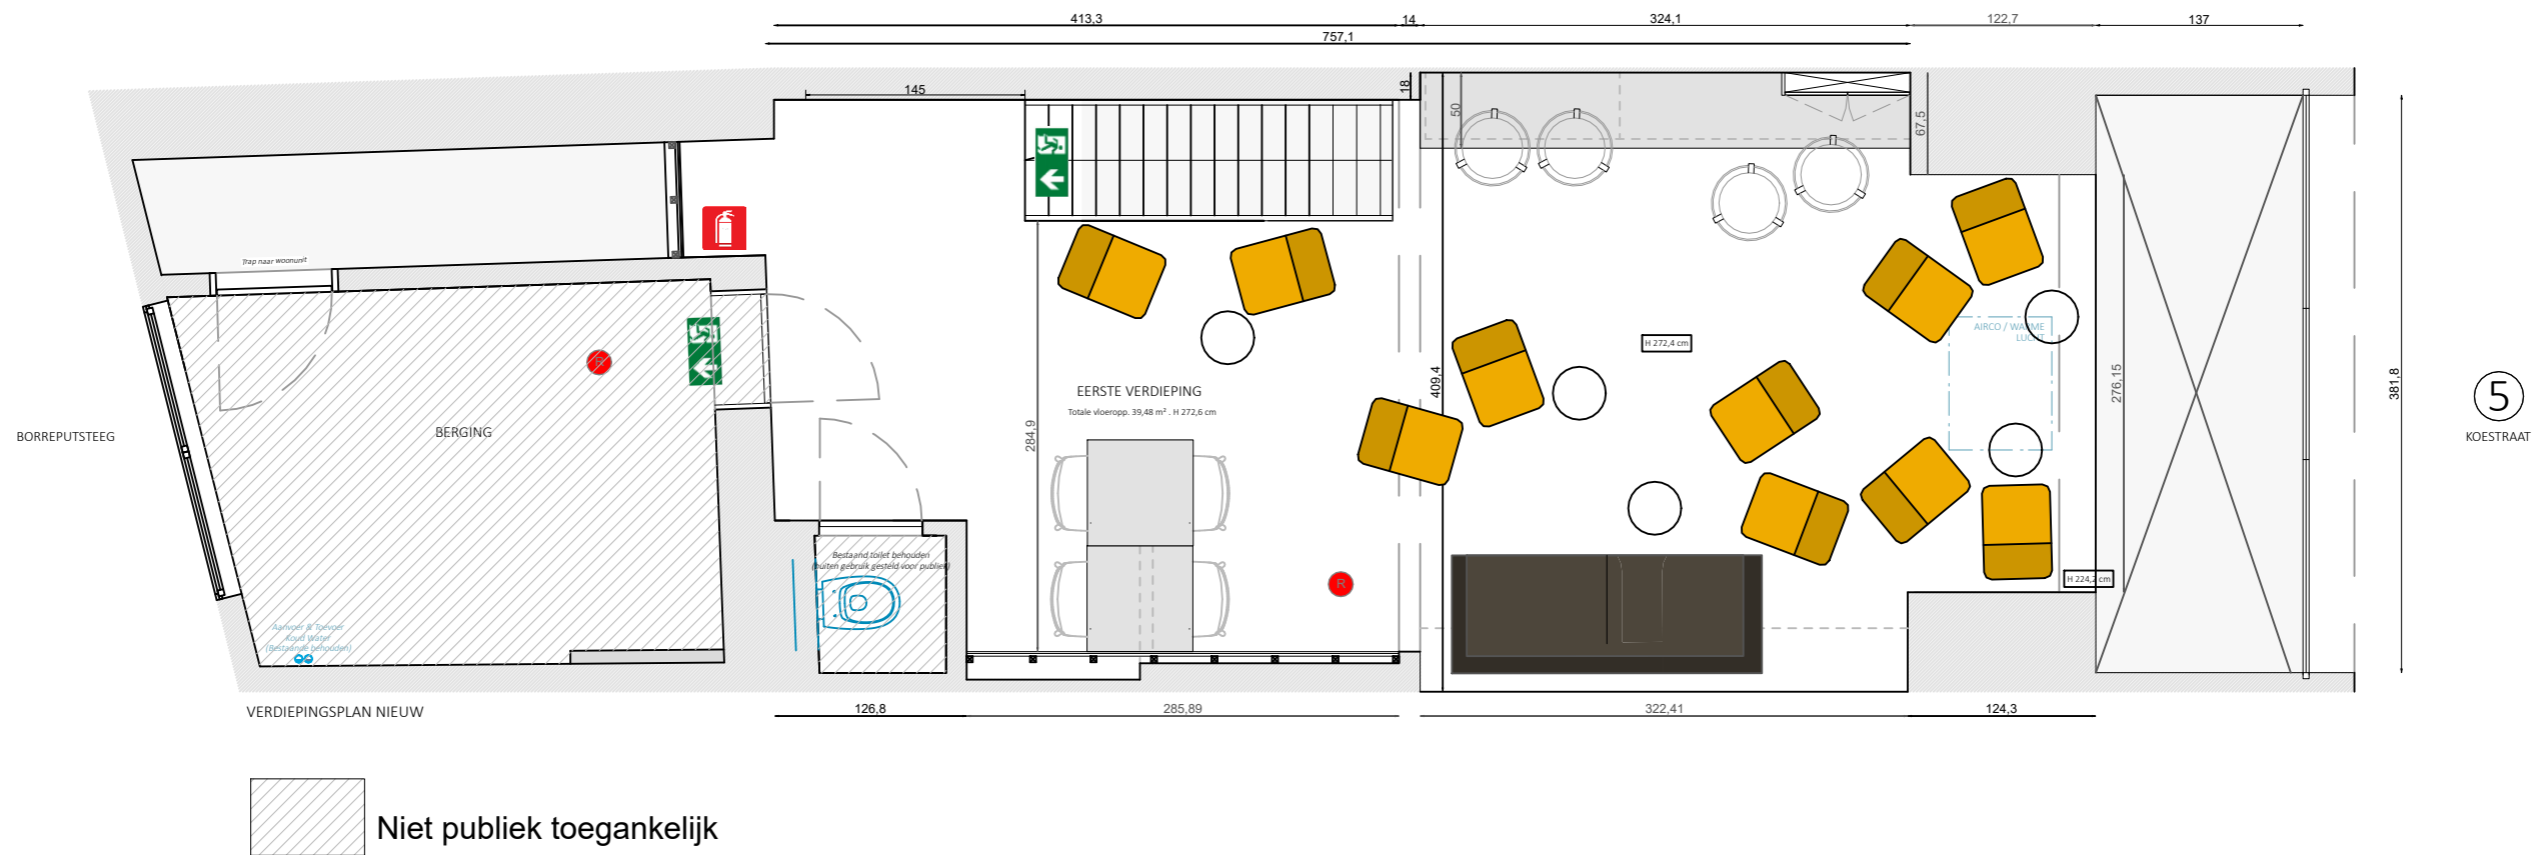 413,3
14
324,1
122,7
137
757,1
145
18
50
67,5
Trap naar woonunit
H 272,4 cm
AIRCO / WARME
LUCHT
EERSTE VERDIEPING
Totale vloeropp. 39,48 m² . H 272,6 cm
409,4
276,15
381,8
5
KOESTRAAT
BORREPUTSTEEG
BERGING
R
284,9
Bestaand toilet behouden
(buiten gebruik gesteld voor publiek)
R
H 224,2 cm
Aanvoer & Toevoer
Koud Water
(Bestaande behouden)
VERDIEPINGSPLAN NIEUW
126,8
285,89
322,41
124,3
Niet publiek toegankelijk